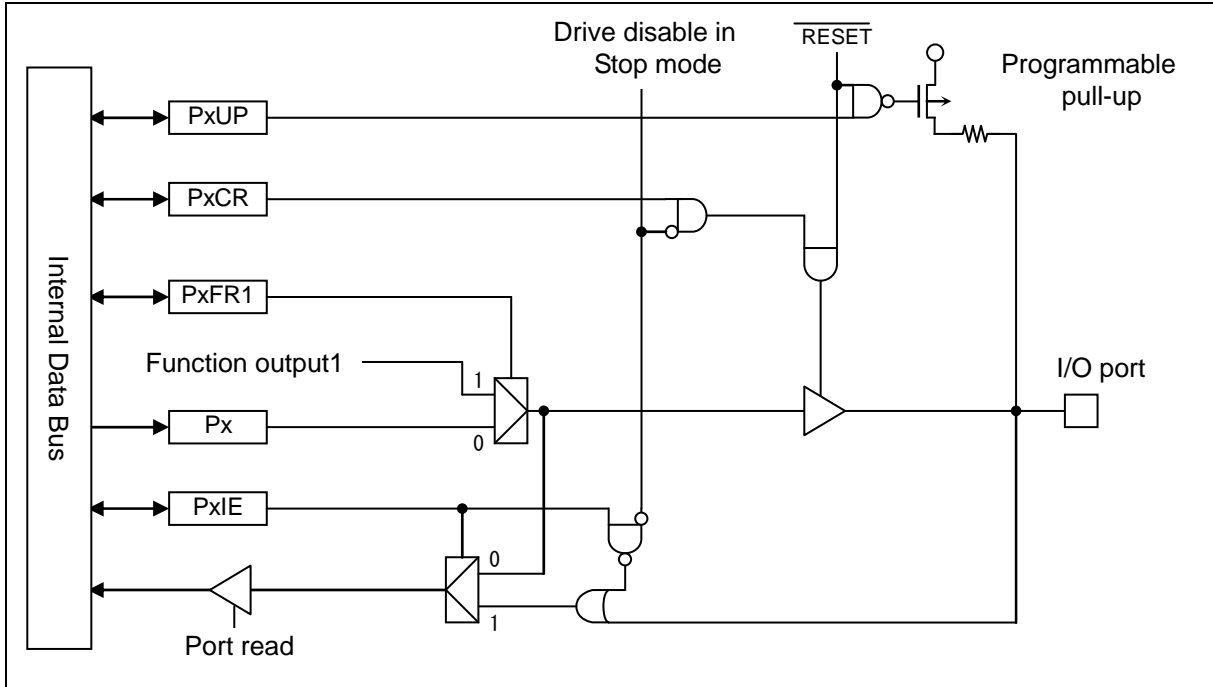 Drive disable in
Stop mode
RESET
Programmable
pull-up
PxUP
PxCR
Internal Data Bus
PxFR1
Function output1
1
I/O port
Px
0
PxIE
0
1
Port read